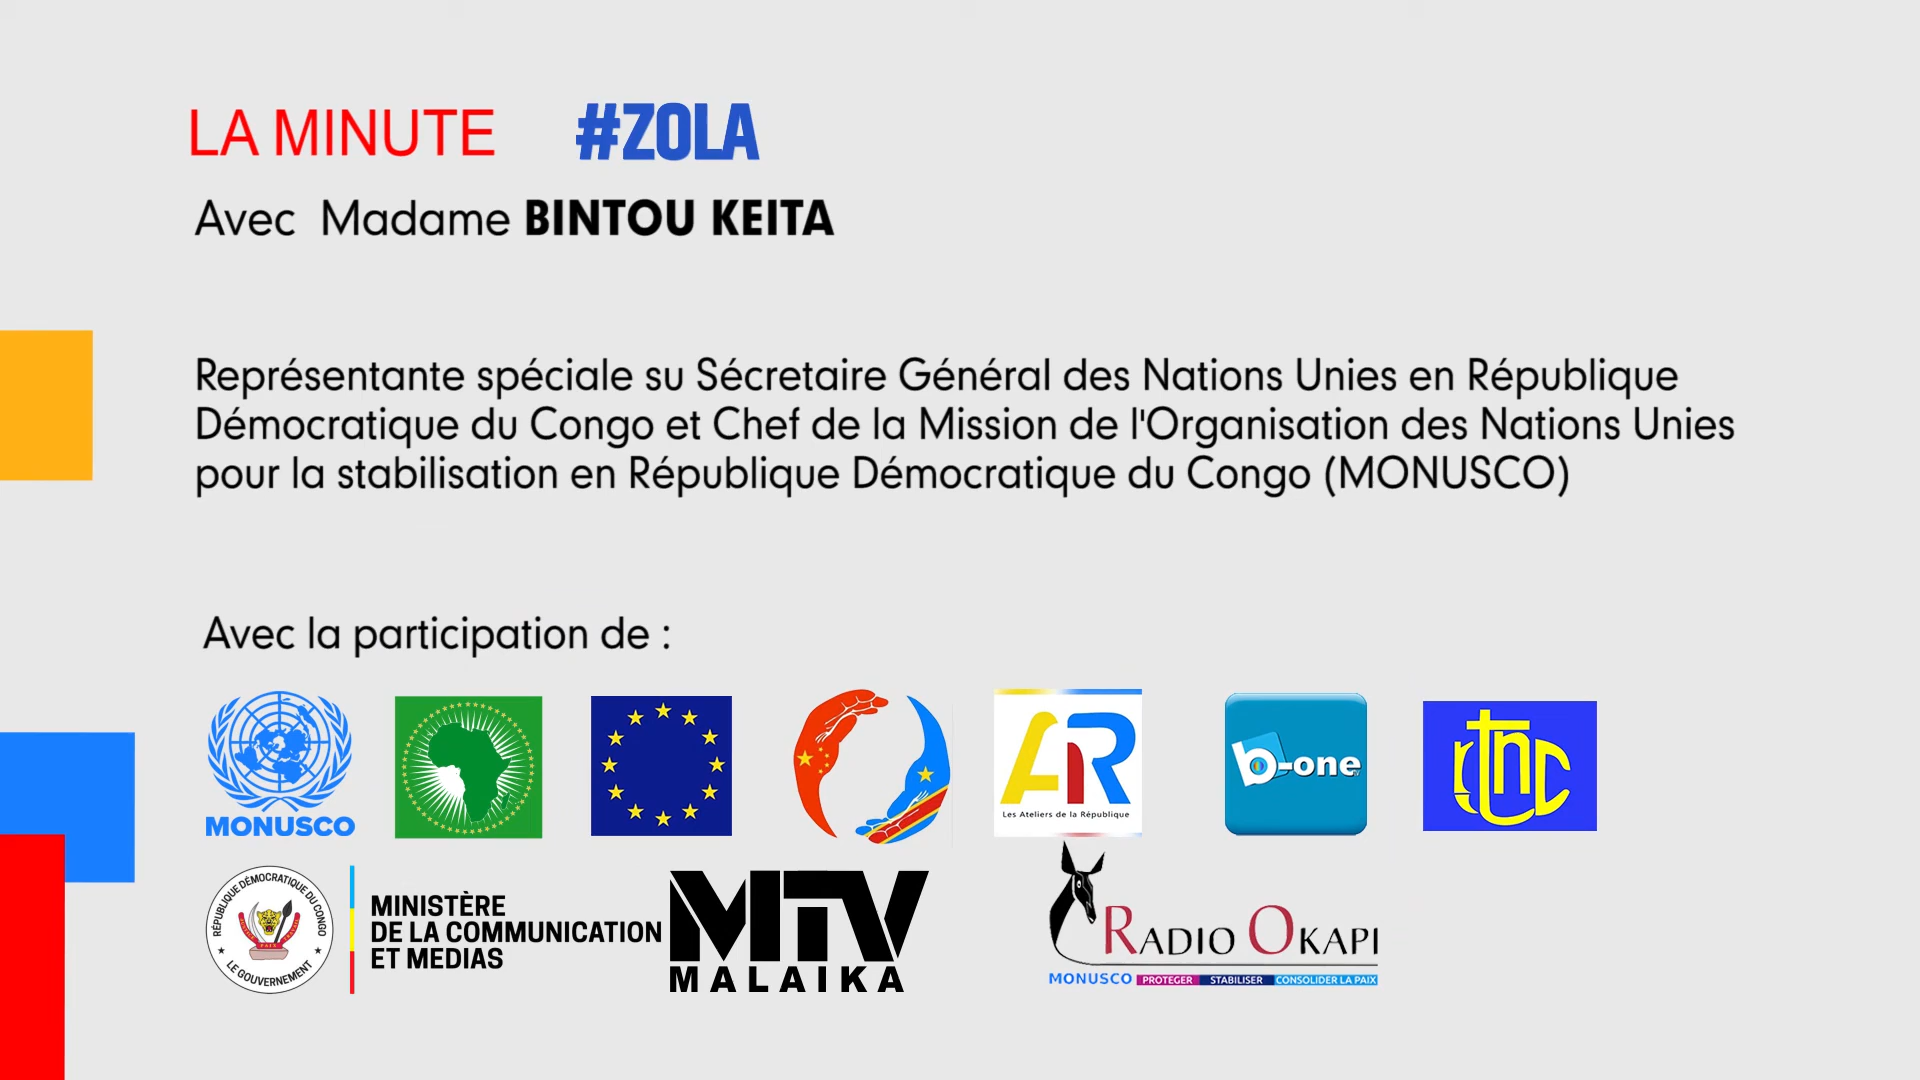 LA MINUTE #ZOLA
Avec Madame BINTOU KEITA
Représentante spéciale su Sécretaire Général des Nations Unies en République
Démocratique du Congo et Chef de la Mission de l'Organisation des Nations Unies
pour la stabilisation en République Démocratique du Congo (MONUSCO)
Avec la participation de :
MONUSCO
AR
Les Ateliers de la République
b-one
rtnc
RÉPUBLIQUE DÉMOCRATIQUE DU CONGO
LE GOUVERNEMENT
MINISTÈRE
DE LA COMMUNICATION
ET MEDIAS
MTV
MALAIKA
RADIO OKAPI
MONUSCO PROTEGER STABILISER CONSOLIDER LA PAIX